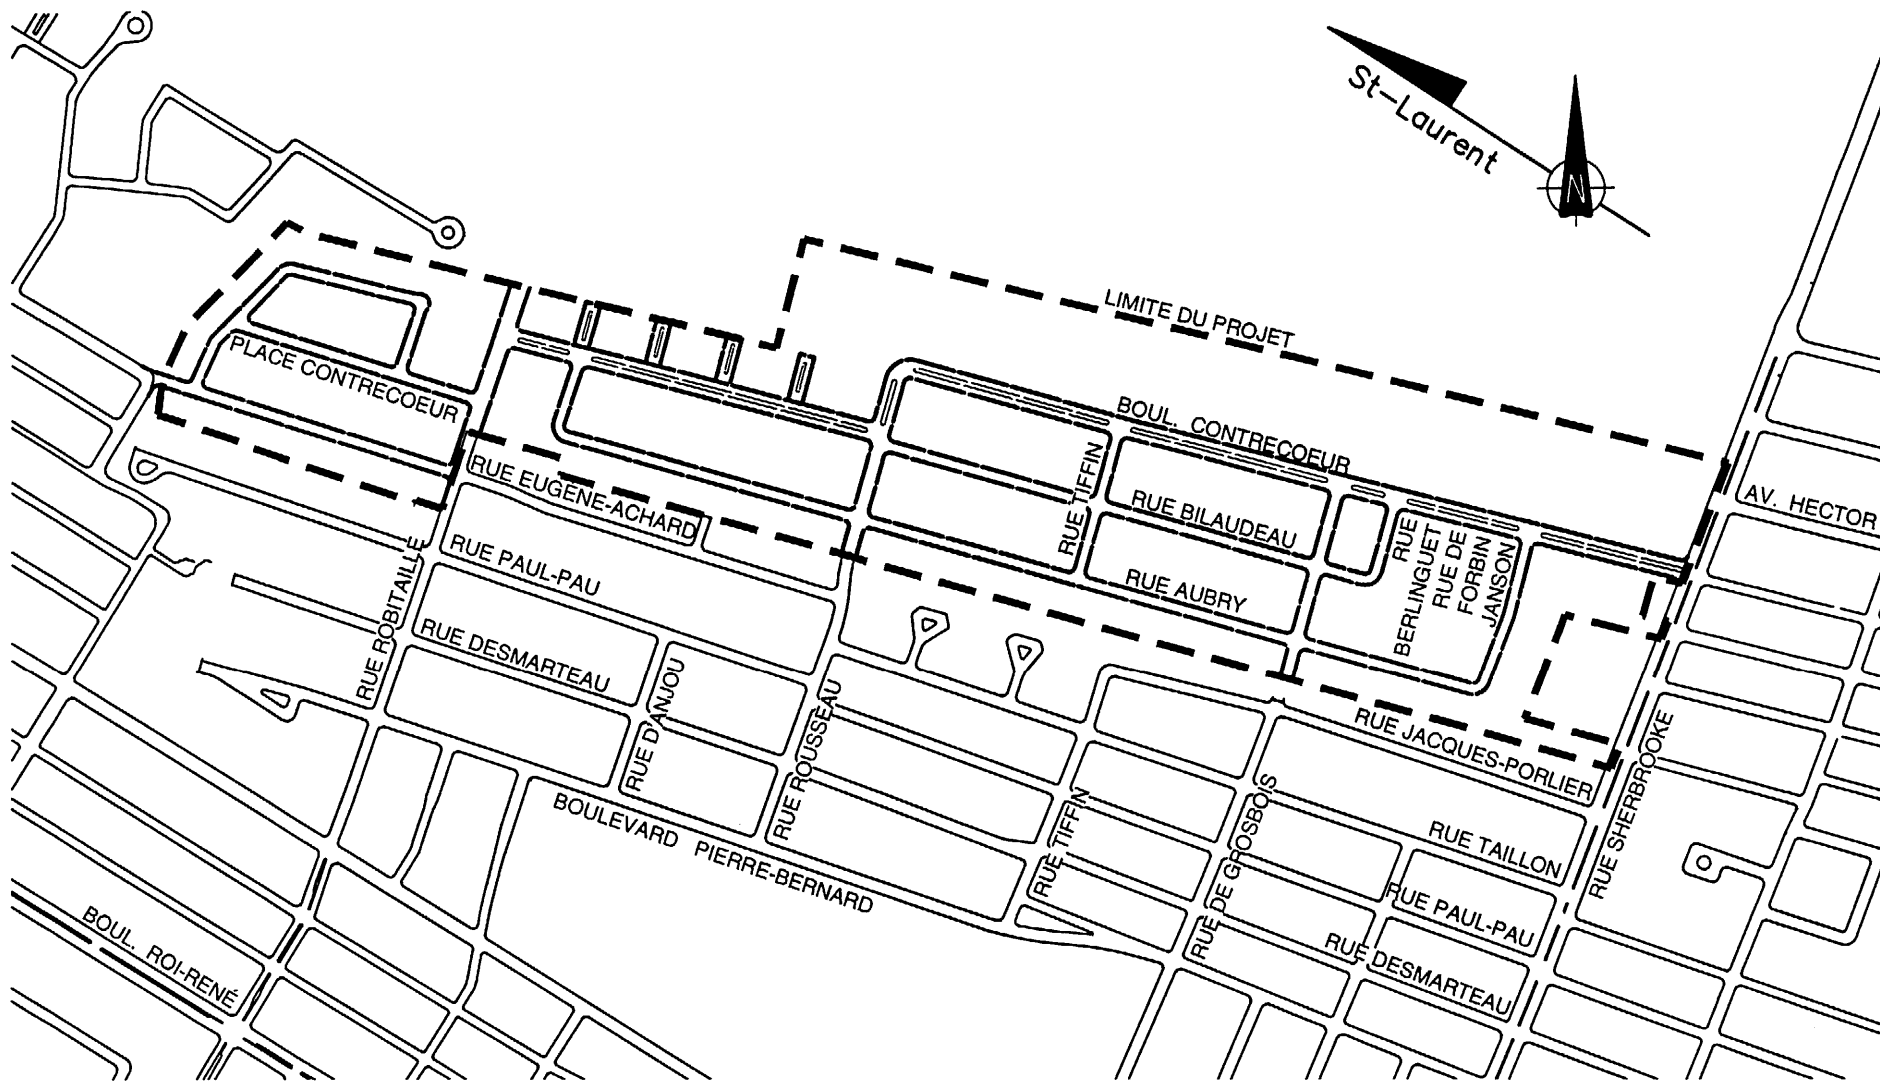 St-Laurent
N
LIMITE DU PROJET
PLACE CONTRECOEUR
BOUL. CONTRECOEUR
RUE TIFFIN
RUE BILAUDEAU
RUE AUBRY
RUE
BERLINGUET
RUE DE
FORBIN
JANSON
AV. HECTOR
RUE EUGÈNE-ACHARD
RUE PAUL-PAU
RUE ROBITAILLE
RUE DESMARTEAU
RUE D'ANJOU
RUE ROUSSEAU
RUE JACQUES-PORLIER
RUE SHERBROOKE
BOULEVARD PIERRE-BERNARD
RUE TIFFIN
RUE DE GROSBOIS
RUE TAILLON
RUE PAUL-PAU
RUE DESMARTEAU
BOUL. ROI-RENÉ